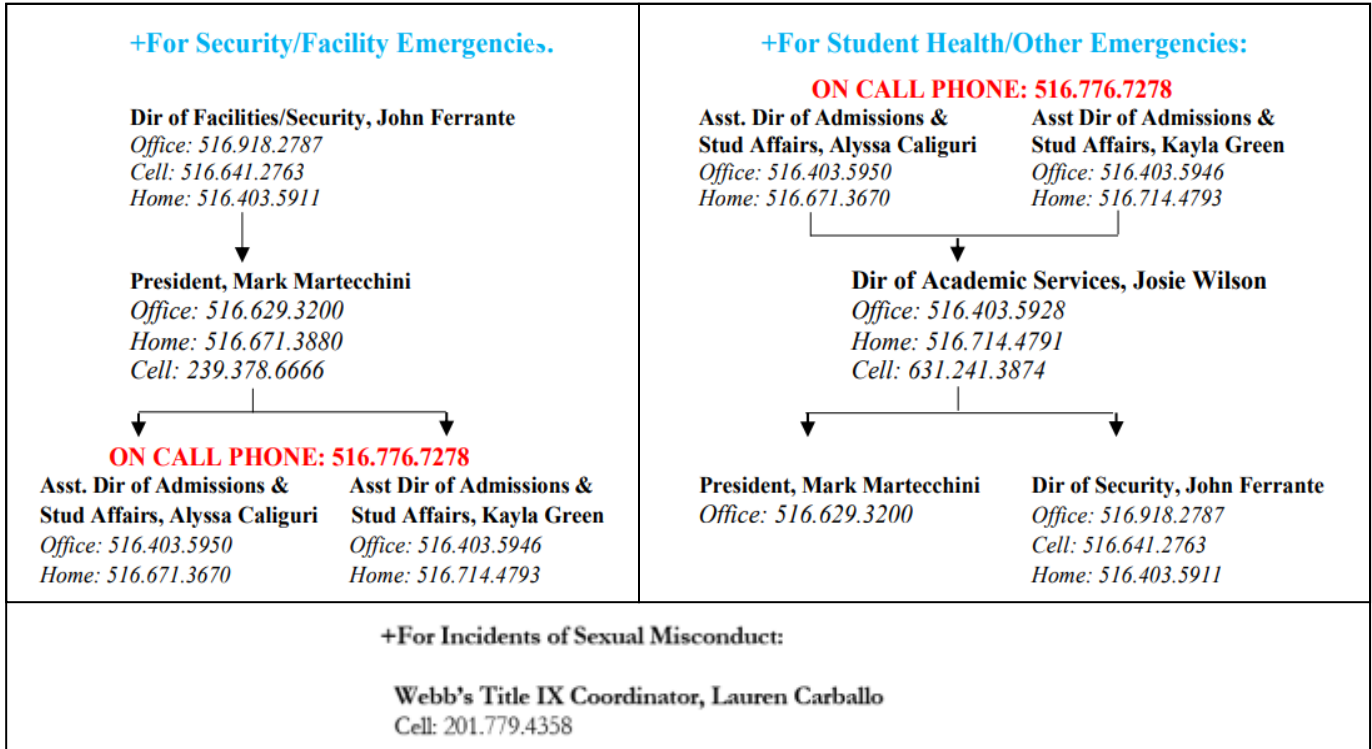 +For Security/Facility Emergencies.
Dir of Facilities/Security, John Ferrante
Office: 516.918.2787
Cell: 516.641.2763
Home: 516.403.5911
President, Mark Martecchini
Office: 516.629.3200
Home: 516.671.3880
Cell: 239.378.6666
ON CALL PHONE: 516.776.7278
Asst. Dir of Admissions &
Stud Affairs, Alyssa Caliguri
Office: 516.403.5950
Home: 516.671.3670
Asst Dir of Admissions &
Stud Affairs, Kayla Green
Office: 516.403.5946
Home: 516.714.4793
+For Student Health/Other Emergencies:
ON CALL PHONE: 516.776.7278
Asst. Dir of Admissions &
Stud Affairs, Alyssa Caliguri
Office: 516.403.5950
Home: 516.671.3670
Asst Dir of Admissions &
Stud Affairs, Kayla Green
Office: 516.403.5946
Home: 516.714.4793
Dir of Academic Services, Josie Wilson
Office: 516.403.5928
Home: 516.714.4791
Cell: 631.241.3874
President, Mark Martecchini
Office: 516.629.3200
Dir of Security, John Ferrante
Office: 516.918.2787
Cell: 516.641.2763
Home: 516.403.5911
+For Incidents of Sexual Misconduct:
Webb's Title IX Coordinator, Lauren Carballo
Cell: 201.779.4358